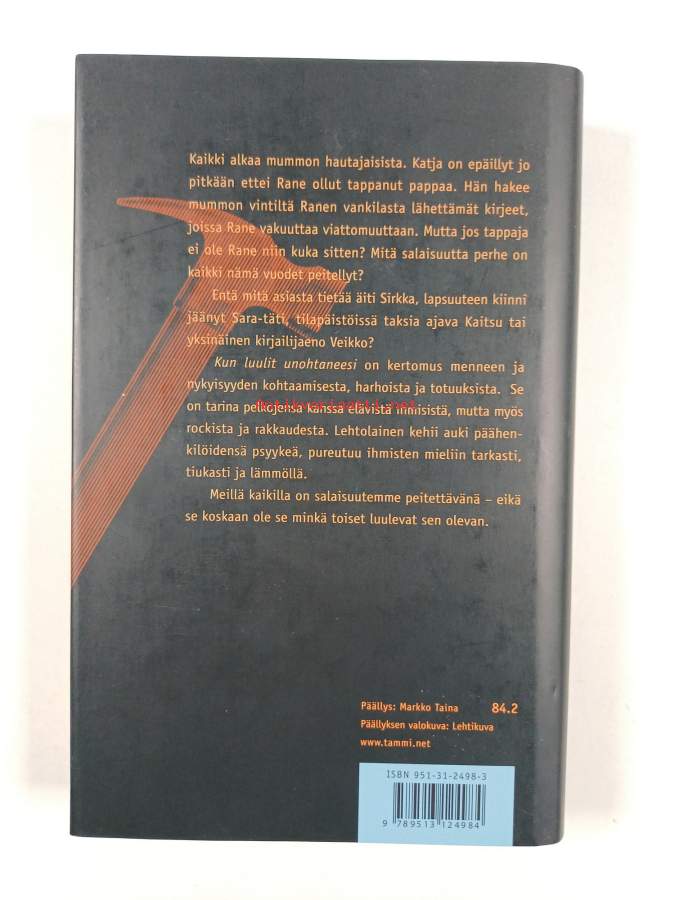 Kaikki alkaa mummon hautajaisista. Katja on epäillyt jo
pitkään ettei Rane ollut tappanut pappaa. Hän hakee
mummon vintiltä Ranen vankilasta lähettämät kirjeet,
joissa Rane vakuuttaa viattomuuttaan. Mutta jos tappaja
ei ole Rane niin kuka sitten? Mitä salaisuutta perhe on
kaikki nämä vuodet peitellyt?
Entä mitä asiasta tietää äiti Sirkka, lapsuuteen kiinni
jäänyt Sara-täti, tilapäistöissä taksia ajava Kaitsu tai
yksinäinen kirjailijaeno Veikko?
Kun luulit unohtaneesi on kertomus menneen ja
nykyisyyden kohtaamisesta, harhoista ja totuuksista. Se
on tarina pelkojensa kanssa elävistä ihmisistä, mutta myös
rockista ja rakkaudesta. Lehtolainen kehii auki päähen-
kilöidensä psyykeä, pureutuu ihmisten mieliin tarkasti,
tiukasti ja lämmöllä.
Meillä kaikilla on salaisuutemme peitettävänä – eikä
se koskaan ole se minkä toiset luulevat sen olevan.
Päällys: Markko Taina 84.2
Päällyksen valokuva: Lehtikuva
www.tammi.net
ISBN 951-31-2498-3
9 789513 124984